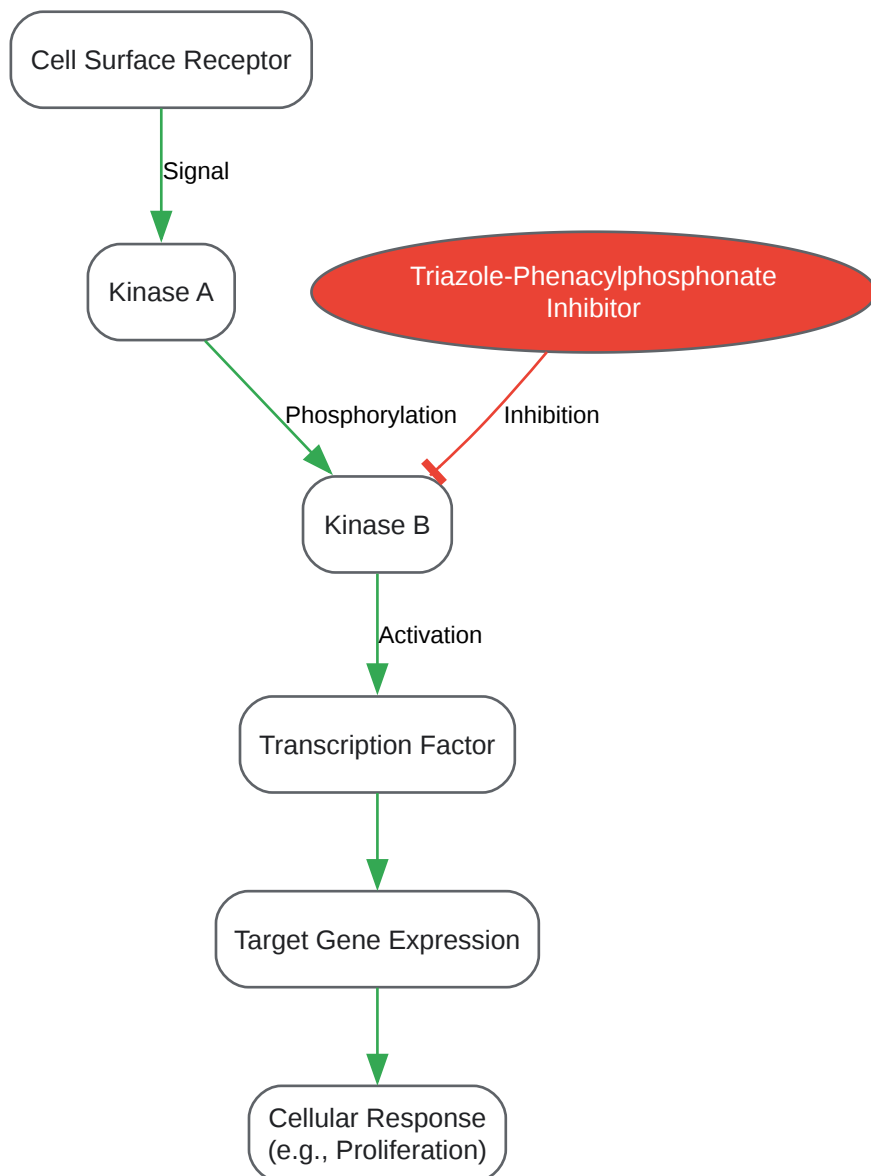 Cell Surface Receptor
Signal
Kinase A
Triazole-Phenacylphosphonate
Inhibitor
Phosphorylation
Inhibition
Kinase B
Activation
Transcription Factor
Target Gene Expression
Cellular Response
(e.g., Proliferation)